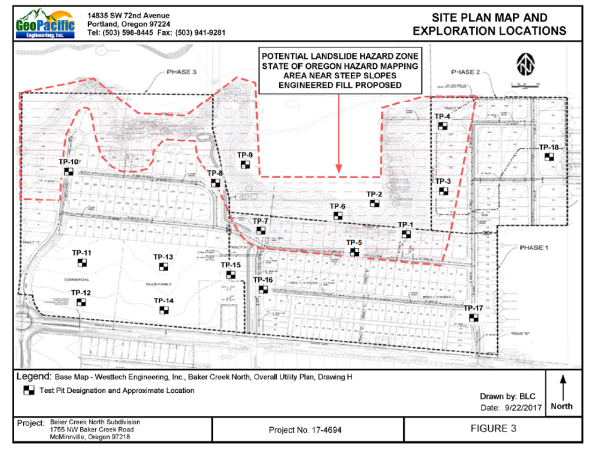 GeoPacific
Engineering, Inc.
14835 SW 72nd Avenue
Portland, Oregon 97224
Tel: (503) 598-8445 Fax: (503) 941-9281
SITE PLAN MAP AND
EXPLORATION LOCATIONS
POTENTIAL LANDSLIDE HAZARD ZONE
STATE OF OREGON HAZARD MAPPING
AREA NEAR STEEP SLOPES
ENGINEERED FILL PROPOSED
PHASE 3
PHASE 2
TP-4
TP-18
TP-9
TP-10
TP-8
TP-3
TP-2
TP-6
TP-7
TP-1
TP-5
PHASE 1
TP-11
TP-13
TP-15
COMMERCIAL
TP-16
TP-12
TP-14
TP-17
Legend: Base Map - Westtech Engineering, Inc., Baker Creek North, Overall Utility Plan, Drawing H
Test Pit Designation and Approximate Location
Drawn by: BLC
Date: 9/22/2017
North
Project: Baker Creek North Subdivision
1755 NW Baker Creek Road
McMinnville, Oregon 97218
Project No. 17-4694
FIGURE 3